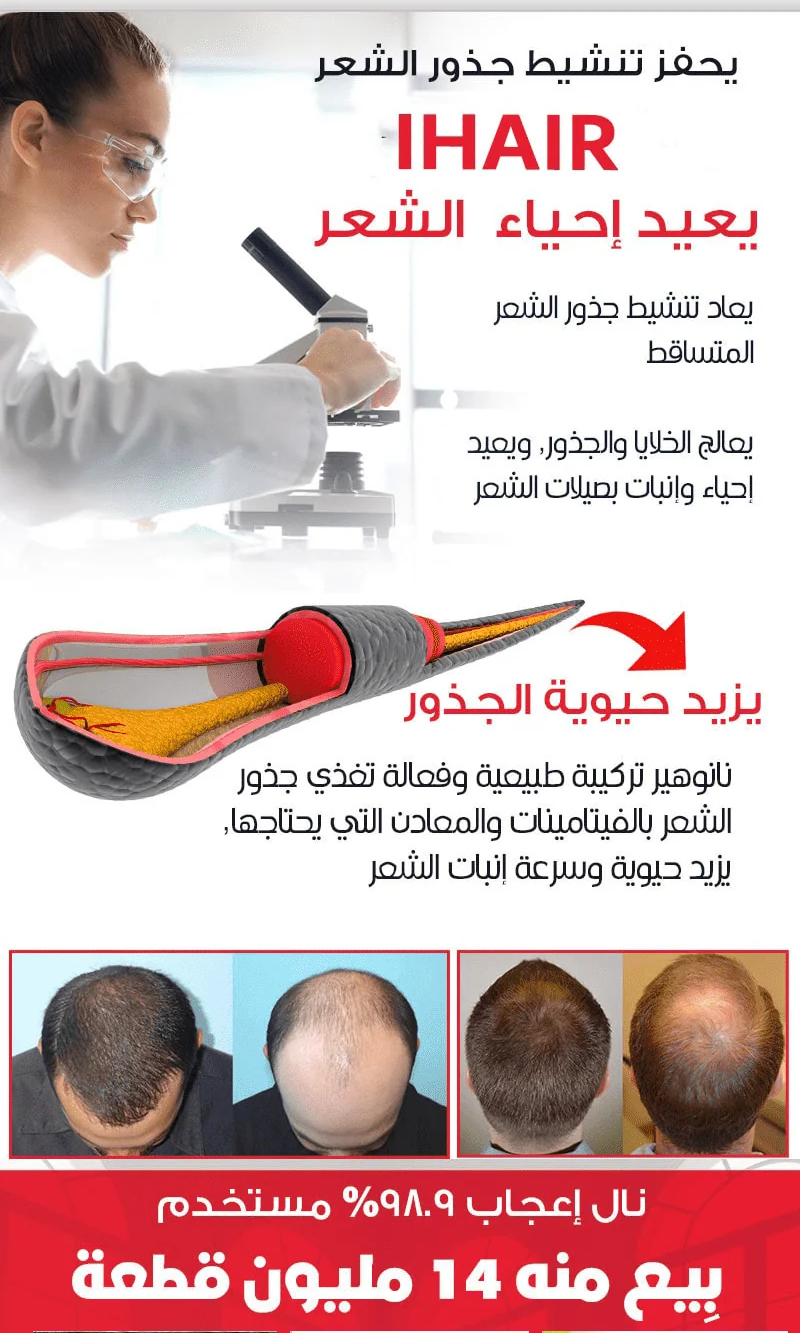 يحفز تنشيط جذور الشعر
IHAIR
يعيد إحياء الشعر
يعاد تنشيط جذور الشعر
المتساقط
يعالج الخلايا والجذور, ويعيد
إحياء وإنبات بصيلات الشعر
يزيد حيوية الجذور
نانوهير تركيبة طبيعية وفعالة تغذي جذور
الشعر بالفيتامينات والمعادن التي يحتاجها,
يزيد حيوية وسرعة إنبات الشعر
نال إعجاب ٩٨.٩% مستخدم
بِيع منه 14 مليون قطعة